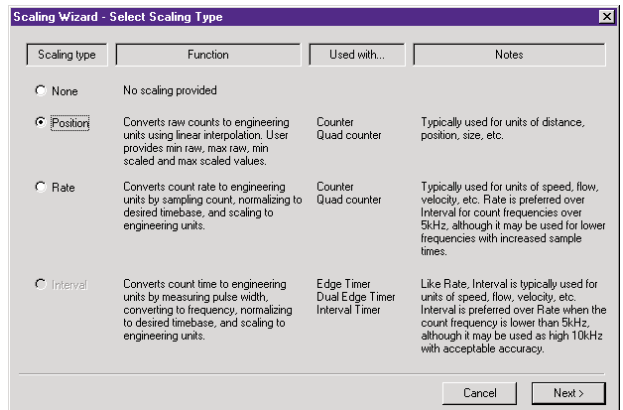 Scaling Wizard - Select Scaling Type
Scaling type
Function
Used with...
Notes
None
No scaling provided
Position
Converts raw counts to engineering
units using linear interpolation. User
provides min raw, max raw, min
scaled and max scaled values.
Counter
Quad counter
Typically used for units of distance,
position, size, etc.
Rate
Converts count rate to engineering
units by sampling count, normalizing to
desired timebase, and scaling to
engineering units.
Counter
Quad counter
Typically used for units of speed, flow,
velocity, etc. Rate is preferred over
Interval for count frequencies over
5kHz, although it may be used for lower
frequencies with increased sample
times.
Interval
Converts count time to engineering
units by measuring pulse width,
converting to frequency, normalizing
to desired timebase, and scaling to
engineering units.
Edge Timer
Dual Edge Timer
Interval Timer
Like Rate, Interval is typically used for
units of speed, flow, velocity, etc.
Interval is preferred over Rate when the
count frequency is lower than 5kHz,
although it may be used as high 10kHz
with acceptable accuracy.
Cancel
Next >